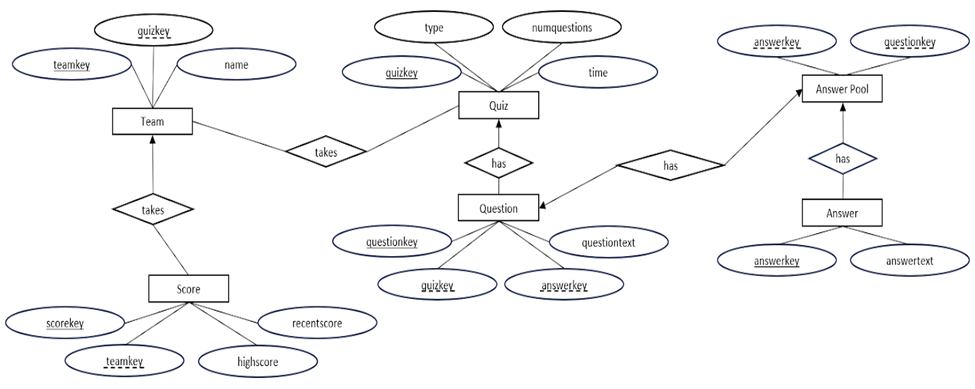 quizkey
teamkey
name
Team
takes
type
numquestions
quizkey
time
Quiz
has
answerkey
questionkey
Answer Pool
has
has
Question
Answer
questionkey
questiontext
quizkey
answerkey
answerkey
answertext
takes
Score
scorekey
recentscore
teamkey
highscore